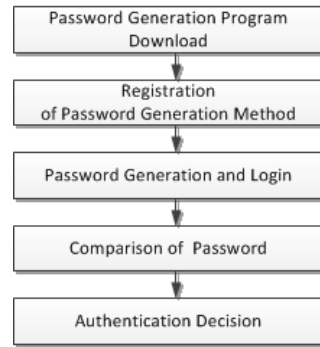 Password Generation Program
Download
Registration
of Password Generation Method
Password Generation and Login
Comparison of Password
Authentication Decision